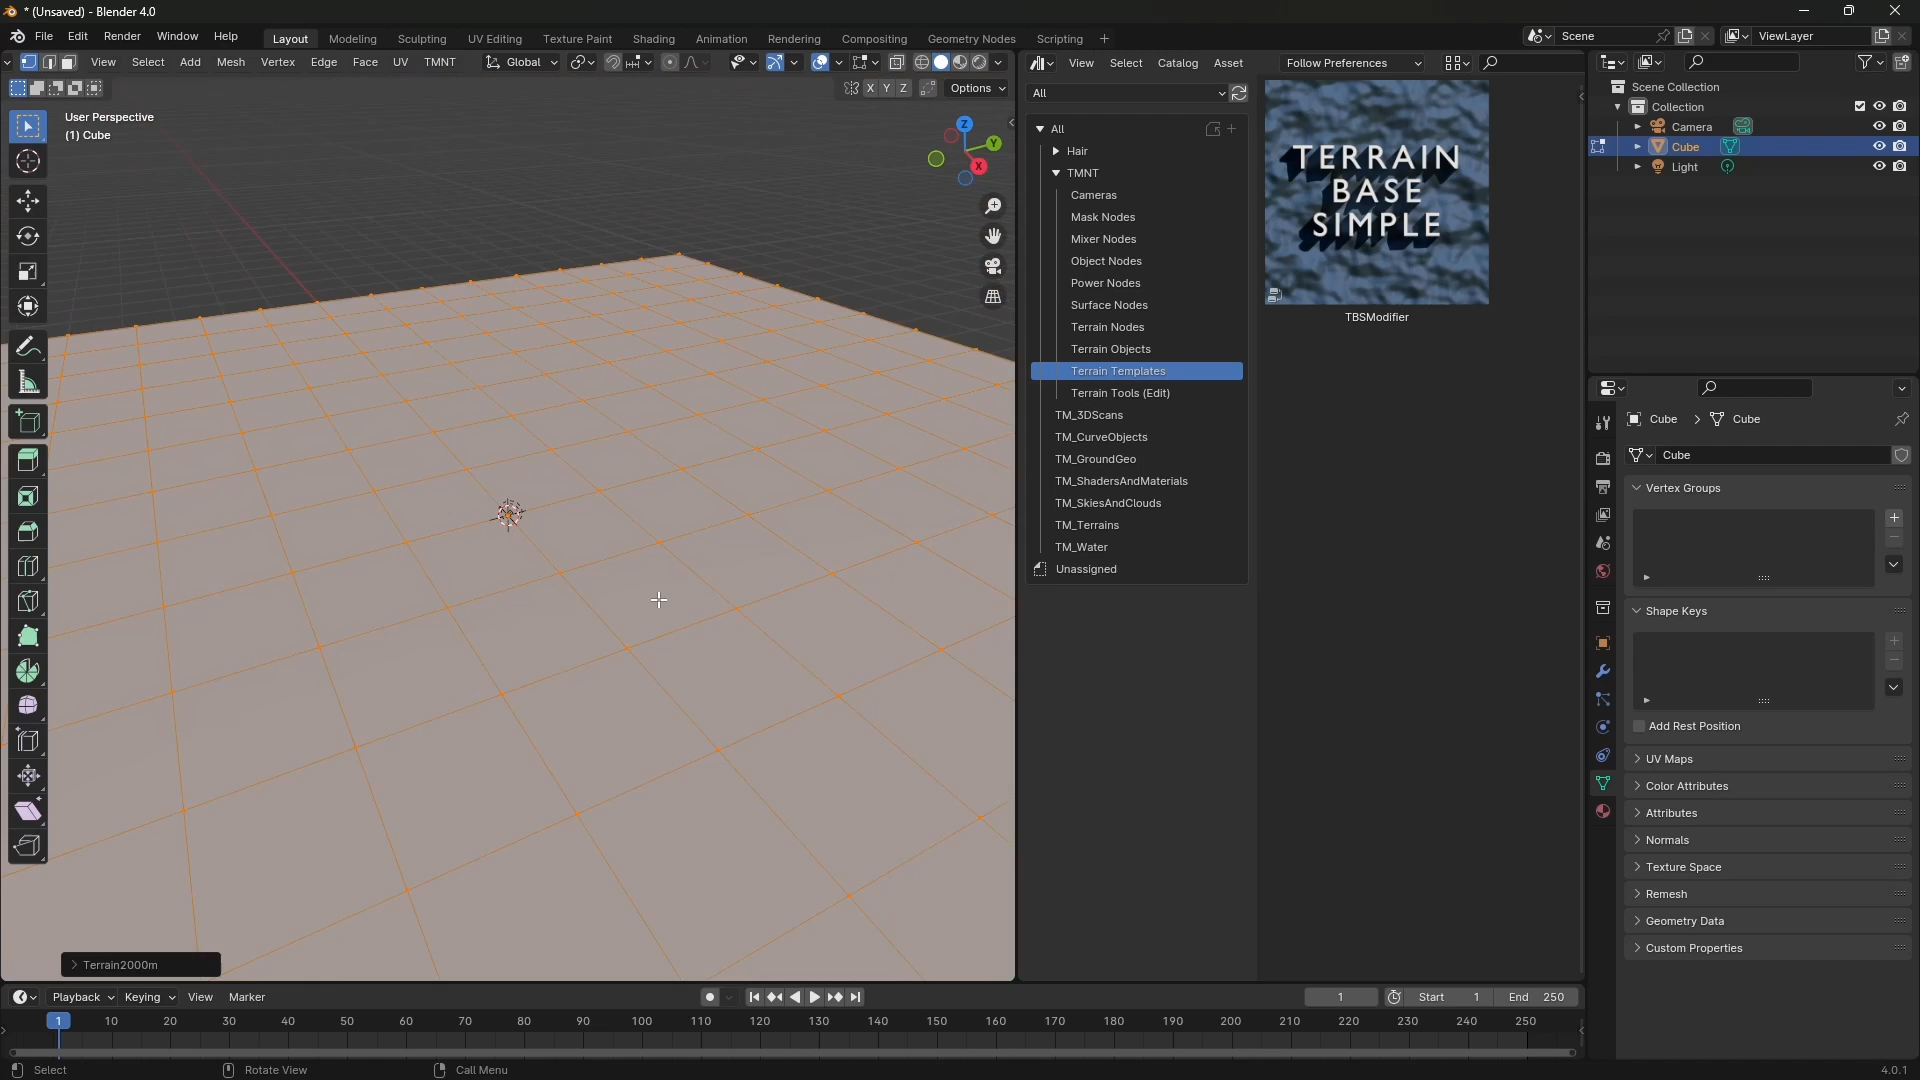 * (Unsaved) - Blender 4.0
File Edit Render Window Help
Layout Modeling Sculpting UV Editing Texture Paint Shading Animation Rendering Compositing Geometry Nodes Scripting +
Scene
ViewLayer
View Select Add Mesh Vertex Edge Face UV TMNT
Global
View Select Catalog Asset
Follow Preferences
X Y Z
Options
User Perspective
(1) Cube
Z
Y
X
Terrain2000m
All
All
Hair
TMNT
Cameras
Mask Nodes
Mixer Nodes
Object Nodes
Power Nodes
Surface Nodes
Terrain Nodes
Terrain Objects
Terrain Templates
Terrain Tools (Edit)
TM_3DScans
TM_CurveObjects
TM_GroundGeo
TM_ShadersAndMaterials
TM_SkiesAndClouds
TM_Terrains
TM_Water
Unassigned
TERRAIN
BASE
SIMPLE
TBSModifier
Scene Collection
Collection
Camera
Cube
Light
Cube > Cube
Cube
Vertex Groups
Shape Keys
Add Rest Position
UV Maps
Color Attributes
Attributes
Normals
Texture Space
Remesh
Geometry Data
Custom Properties
Playback Keying View Marker
1
Start 1
End 250
1 10 20 30 40 50 60 70 80 90 100 110 120 130 140 150 160 170 180 190 200 210 220 230 240 250
Select
Rotate View
Call Menu
4.0.1